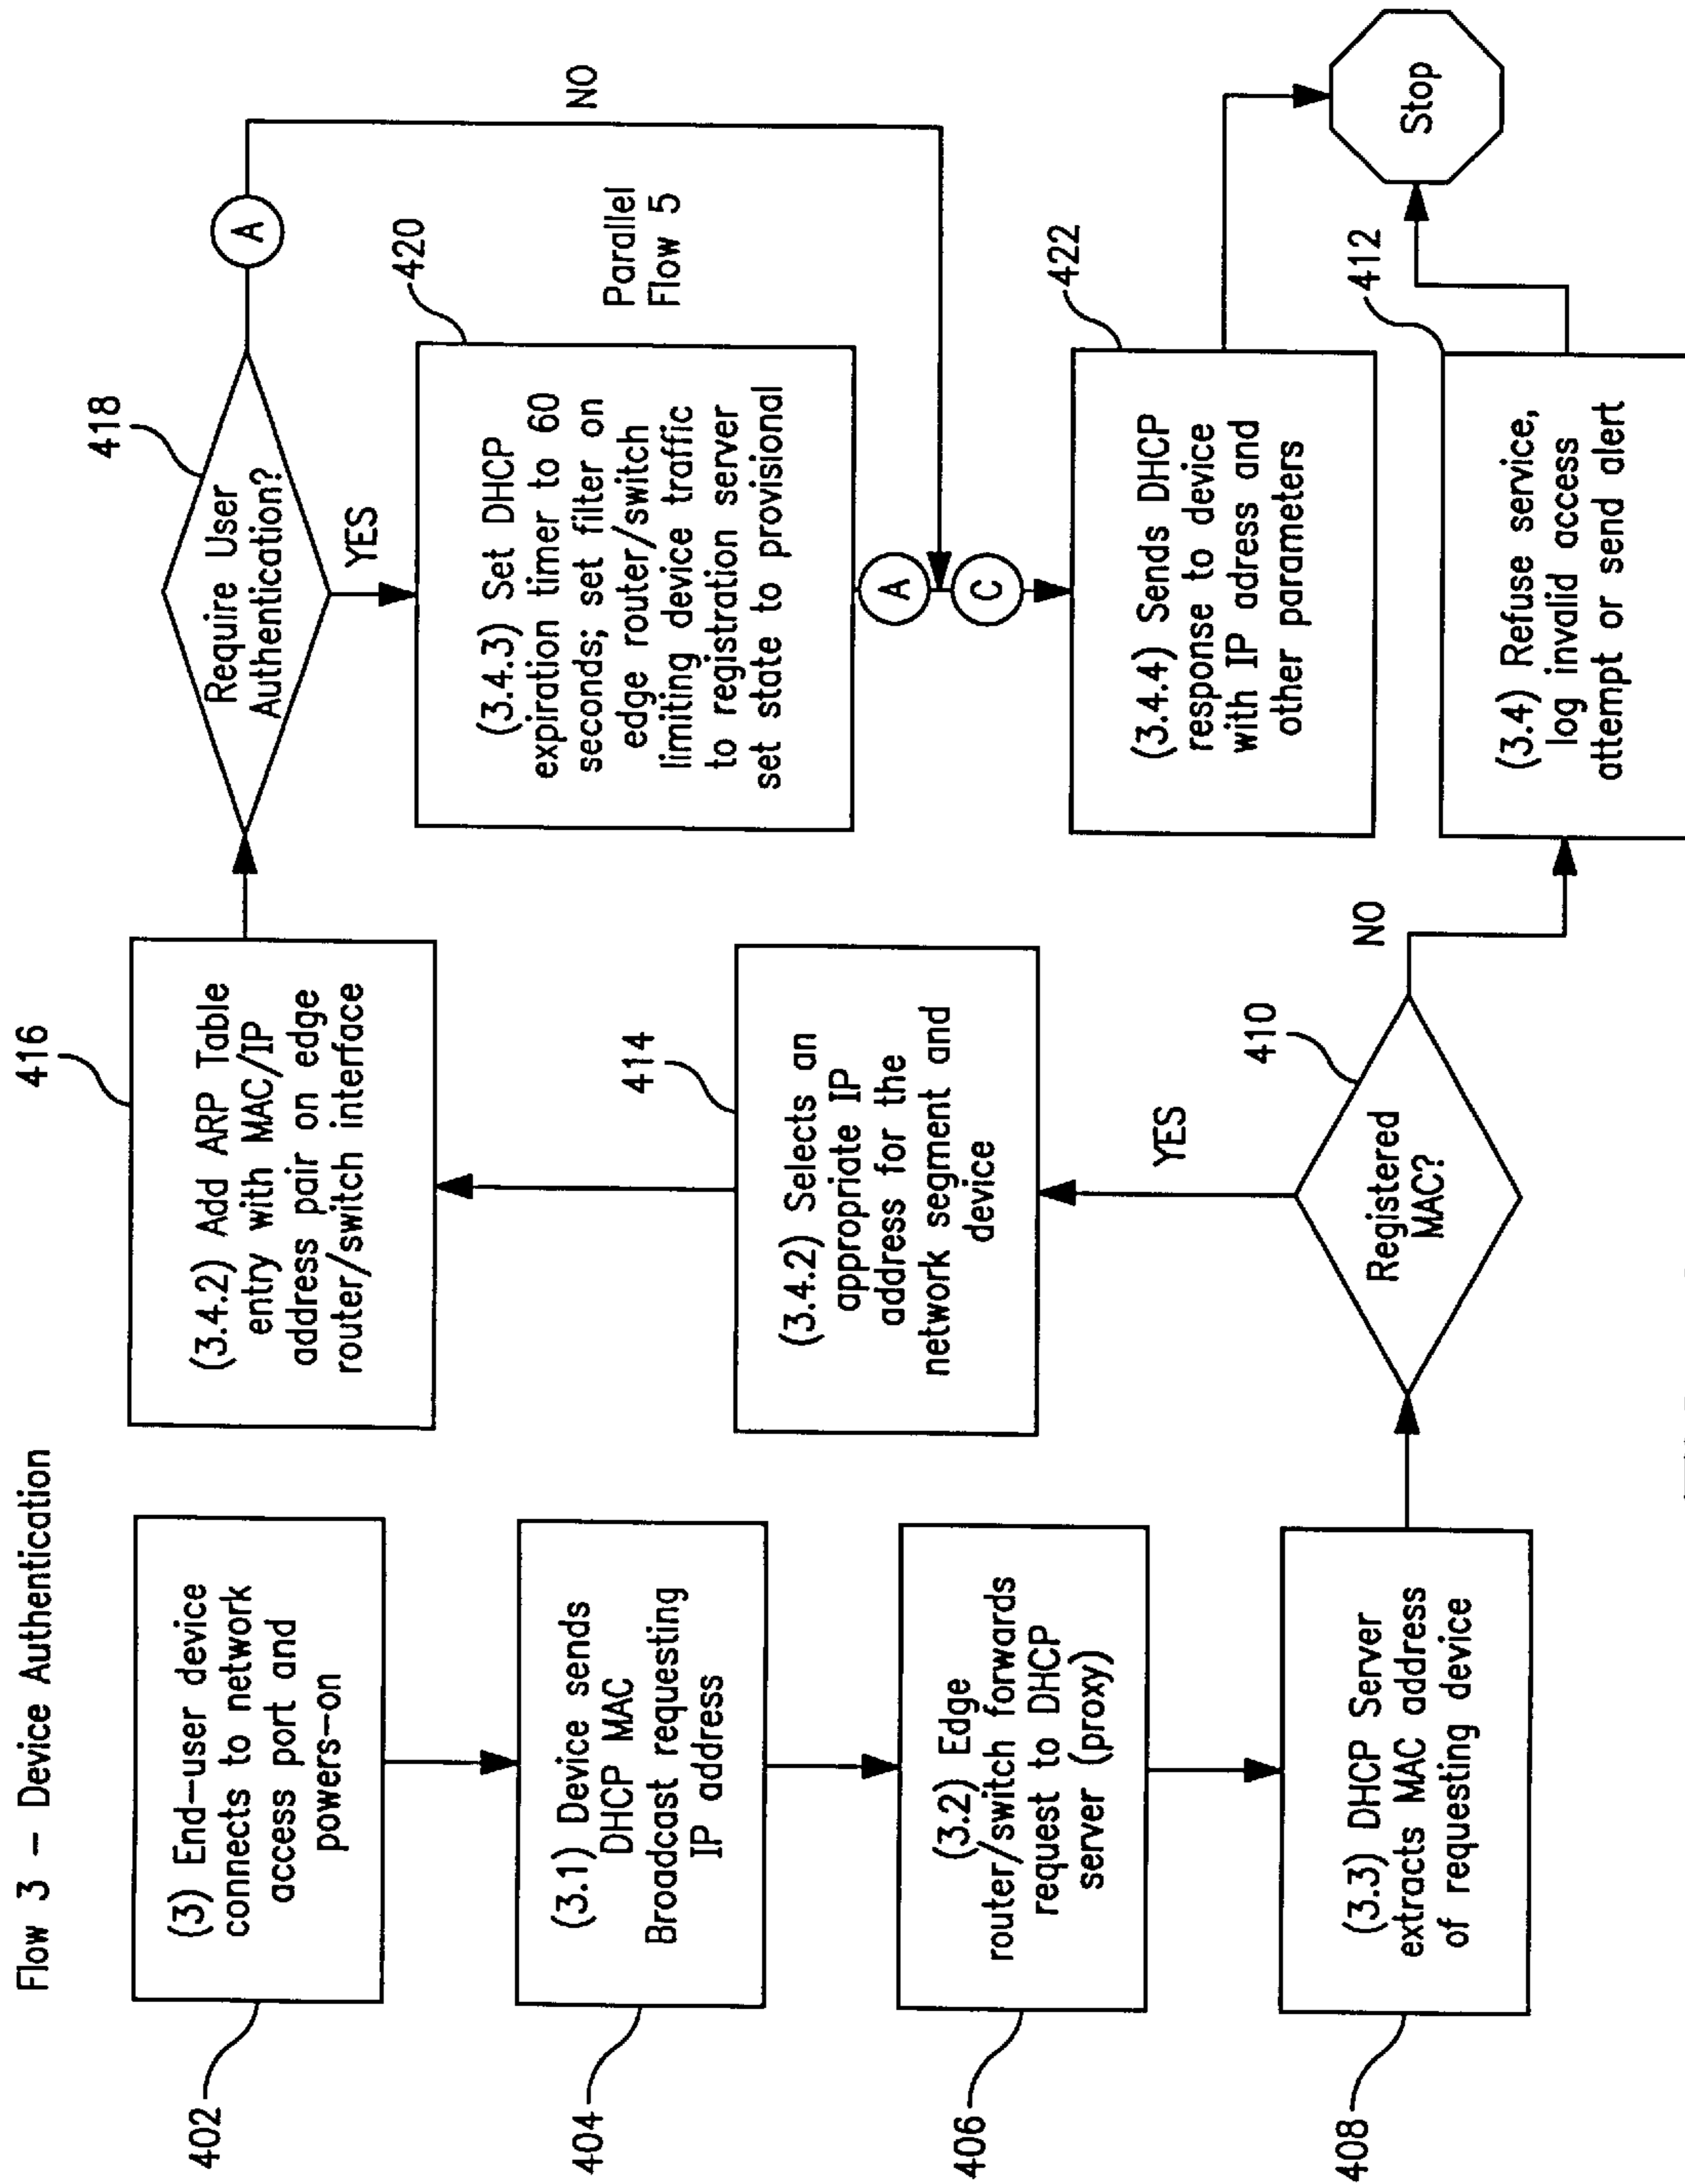 Flow 3 – Device Authentication
402
(3) End-user device
connects to network
access port and
powers-on
404
(3.1) Device sends
DHCP MAC
Broadcast requesting
IP address
406
(3.2) Edge
router/switch forwards
request to DHCP
server (proxy)
408
(3.3) DHCP Server
extracts MAC address
of requesting device
410
Registered
MAC?
YES
NO
414
(3.4.2) Selects an
appropriate IP
address for the
network segment and
device
416
(3.4.2) Add ARP Table
entry with MAC/IP
address pair on edge
router/switch interface
418
Require User
Authentication?
YES
A
NO
420
(3.4.3) Set DHCP
expiration timer to 60
seconds; set filter on
edge router/switch
limiting device traffic
to registration server
set state to provisional
Parallel
Flow 5
A
C
422
(3.4.4) Sends DHCP
response to device
with IP adress and
other parameters
412
(3.4) Refuse service,
log invalid access
attempt or send alert
Stop